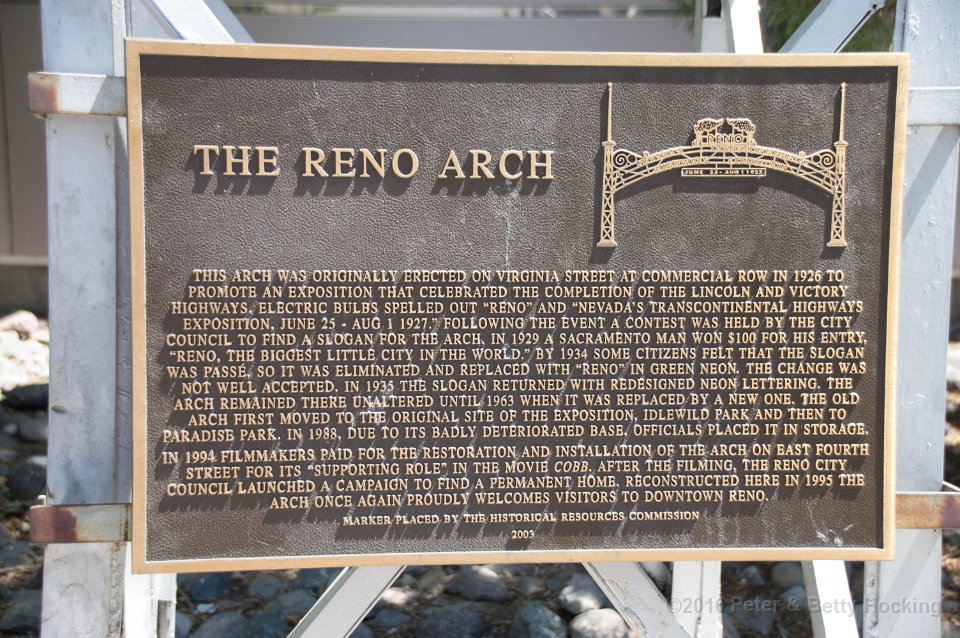 THE RENO ARCH
RENO
JUNE 25 - AUG 1 1927
THIS ARCH WAS ORIGINALLY ERECTED ON VIRGINIA STREET AT COMMERCIAL ROW IN 1926 TO
PROMOTE AN EXPOSITION THAT CELEBRATED THE COMPLETION OF THE LINCOLN AND VICTORY
HIGHWAYS. ELECTRIC BULBS SPELLED OUT "RENO" AND "NEVADA'S TRANSCONTINENTAL HIGHWAYS
EXPOSITION, JUNE 25 - AUG 1 1927." FOLLOWING THE EVENT A CONTEST WAS HELD BY THE CITY
COUNCIL TO FIND A SLOGAN FOR THE ARCH. IN 1929 A SACRAMENTO MAN WON $100 FOR HIS ENTRY,
"RENO, THE BIGGEST LITTLE CITY IN THE WORLD." BY 1934 SOME CITIZENS FELT THAT THE SLOGAN
WAS PASSÉ, SO IT WAS ELIMINATED AND REPLACED WITH "RENO" IN GREEN NEON. THE CHANGE WAS
NOT WELL ACCEPTED. IN 1935 THE SLOGAN RETURNED WITH REDESIGNED NEON LETTERING. THE
ARCH REMAINED THERE UNALTERED UNTIL 1963 WHEN IT WAS REPLACED BY A NEW ONE. THE OLD
ARCH FIRST MOVED TO THE ORIGINAL SITE OF THE EXPOSITION, IDLEWILD PARK AND THEN TO
PARADISE PARK. IN 1988, DUE TO ITS BADLY DETERIORATED BASE, OFFICIALS PLACED IT IN STORAGE.
IN 1994 FILMMAKERS PAID FOR THE RESTORATION AND INSTALLATION OF THE ARCH ON EAST FOURTH
STREET FOR ITS "SUPPORTING ROLE" IN THE MOVIE COBB. AFTER THE FILMING, THE RENO CITY
COUNCIL LAUNCHED A CAMPAIGN TO FIND A PERMANENT HOME. RECONSTRUCTED HERE IN 1995 THE
ARCH ONCE AGAIN PROUDLY WELCOMES VISITORS TO DOWNTOWN RENO.
MARKER PLACED BY THE HISTORICAL RESOURCES COMMISSION
2003
©2016 Peter & Betty Hocking